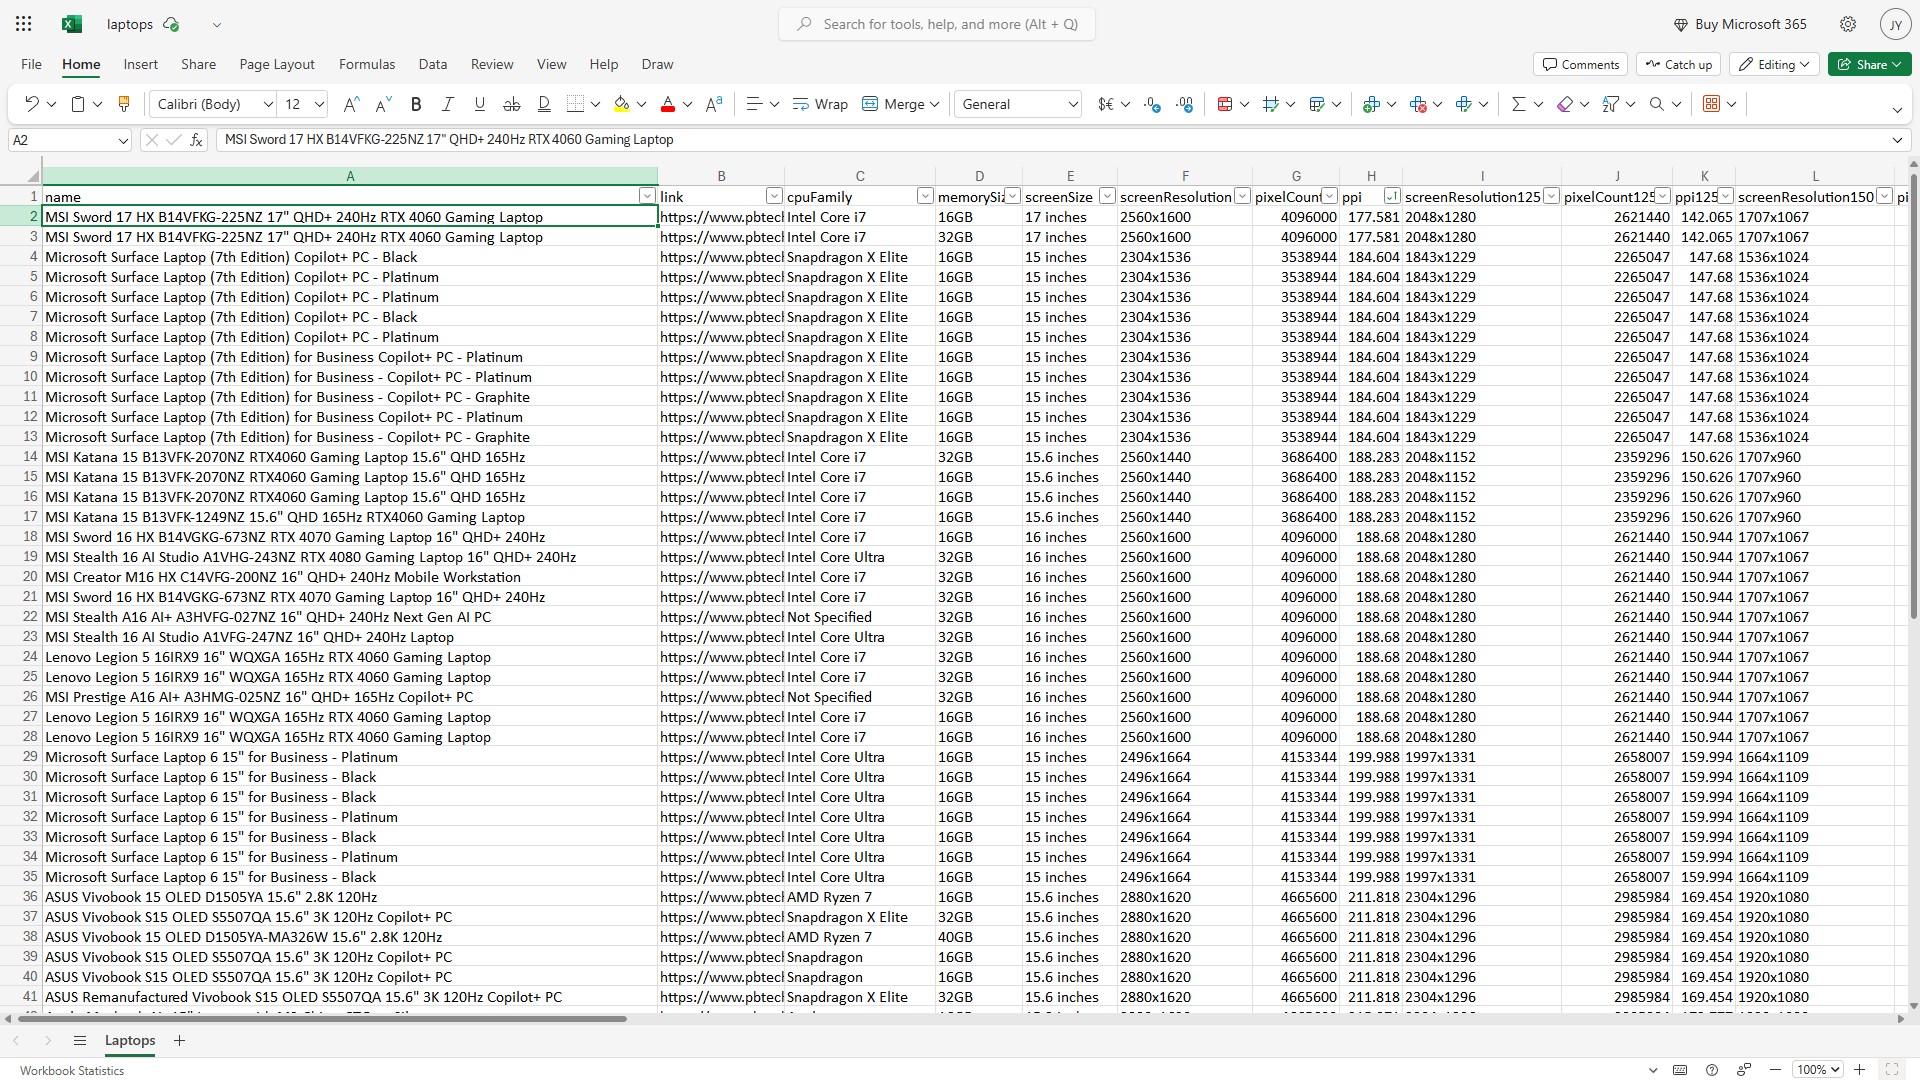 laptops
Search for tools, help, and more (Alt + Q)
Buy Microsoft 365
JY
File Home Insert Share Page Layout Formulas Data Review View Help Draw
Comments Catch up Editing Share
Calibri (Body) 12 Wrap Merge General
A2 MSI Sword 17 HX B14VFKG-225NZ 17" QHD+ 240Hz RTX 4060 Gaming Laptop
A B C D E F G H I J K L
1 name link cpuFamily memorySiz screenSize screenResolution pixelCount ppi screenResolution125 pixelCount125 ppi125 screenResolution150 pi
2 MSI Sword 17 HX B14VFKG-225NZ 17" QHD+ 240Hz RTX 4060 Gaming Laptop https://www.pbtecl Intel Core i7 16GB 17 inches 2560x1600 4096000 177.581 2048x1280 2621440 142.065 1707x1067
3 MSI Sword 17 HX B14VFKG-225NZ 17" QHD+ 240Hz RTX 4060 Gaming Laptop https://www.pbtecl Intel Core i7 32GB 17 inches 2560x1600 4096000 177.581 2048x1280 2621440 142.065 1707x1067
4 Microsoft Surface Laptop (7th Edition) Copilot+ PC - Black https://www.pbtecl Snapdragon X Elite 16GB 15 inches 2304x1536 3538944 184.604 1843x1229 2265047 147.68 1536x1024
5 Microsoft Surface Laptop (7th Edition) Copilot+ PC - Platinum https://www.pbtecl Snapdragon X Elite 16GB 15 inches 2304x1536 3538944 184.604 1843x1229 2265047 147.68 1536x1024
6 Microsoft Surface Laptop (7th Edition) Copilot+ PC - Platinum https://www.pbtecl Snapdragon X Elite 16GB 15 inches 2304x1536 3538944 184.604 1843x1229 2265047 147.68 1536x1024
7 Microsoft Surface Laptop (7th Edition) Copilot+ PC - Black https://www.pbtecl Snapdragon X Elite 16GB 15 inches 2304x1536 3538944 184.604 1843x1229 2265047 147.68 1536x1024
8 Microsoft Surface Laptop (7th Edition) Copilot+ PC - Platinum https://www.pbtecl Snapdragon X Elite 16GB 15 inches 2304x1536 3538944 184.604 1843x1229 2265047 147.68 1536x1024
9 Microsoft Surface Laptop (7th Edition) for Business Copilot+ PC - Platinum https://www.pbtecl Snapdragon X Elite 16GB 15 inches 2304x1536 3538944 184.604 1843x1229 2265047 147.68 1536x1024
10 Microsoft Surface Laptop (7th Edition) for Business - Copilot+ PC - Platinum https://www.pbtecl Snapdragon X Elite 16GB 15 inches 2304x1536 3538944 184.604 1843x1229 2265047 147.68 1536x1024
11 Microsoft Surface Laptop (7th Edition) for Business - Copilot+ PC - Graphite https://www.pbtecl Snapdragon X Elite 16GB 15 inches 2304x1536 3538944 184.604 1843x1229 2265047 147.68 1536x1024
12 Microsoft Surface Laptop (7th Edition) for Business Copilot+ PC - Platinum https://www.pbtecl Snapdragon X Elite 16GB 15 inches 2304x1536 3538944 184.604 1843x1229 2265047 147.68 1536x1024
13 Microsoft Surface Laptop (7th Edition) for Business - Copilot+ PC - Graphite https://www.pbtecl Snapdragon X Elite 16GB 15 inches 2304x1536 3538944 184.604 1843x1229 2265047 147.68 1536x1024
14 MSI Katana 15 B13VFK-2070NZ RTX4060 Gaming Laptop 15.6" QHD 165Hz https://www.pbtecl Intel Core i7 32GB 15.6 inches 2560x1440 3686400 188.283 2048x1152 2359296 150.626 1707x960
15 MSI Katana 15 B13VFK-2070NZ RTX4060 Gaming Laptop 15.6" QHD 165Hz https://www.pbtecl Intel Core i7 16GB 15.6 inches 2560x1440 3686400 188.283 2048x1152 2359296 150.626 1707x960
16 MSI Katana 15 B13VFK-2070NZ RTX4060 Gaming Laptop 15.6" QHD 165Hz https://www.pbtecl Intel Core i7 16GB 15.6 inches 2560x1440 3686400 188.283 2048x1152 2359296 150.626 1707x960
17 MSI Katana 15 B13VFK-1249NZ 15.6" QHD 165Hz RTX4060 Gaming Laptop https://www.pbtecl Intel Core i7 16GB 15.6 inches 2560x1440 3686400 188.283 2048x1152 2359296 150.626 1707x960
18 MSI Sword 16 HX B14VGKG-673NZ RTX 4070 Gaming Laptop 16" QHD+ 240Hz https://www.pbtecl Intel Core i7 16GB 16 inches 2560x1600 4096000 188.68 2048x1280 2621440 150.944 1707x1067
19 MSI Stealth 16 AI Studio A1VHG-243NZ RTX 4080 Gaming Laptop 16" QHD+ 240Hz https://www.pbtecl Intel Core Ultra 32GB 16 inches 2560x1600 4096000 188.68 2048x1280 2621440 150.944 1707x1067
20 MSI Creator M16 HX C14VFG-200NZ 16" QHD+ 240Hz Mobile Workstation https://www.pbtecl Intel Core i7 32GB 16 inches 2560x1600 4096000 188.68 2048x1280 2621440 150.944 1707x1067
21 MSI Sword 16 HX B14VGKG-673NZ RTX 4070 Gaming Laptop 16" QHD+ 240Hz https://www.pbtecl Intel Core i7 32GB 16 inches 2560x1600 4096000 188.68 2048x1280 2621440 150.944 1707x1067
22 MSI Stealth A16 AI+ A3HVFG-027NZ 16" QHD+ 240Hz Next Gen AI PC https://www.pbtecl Not Specified 32GB 16 inches 2560x1600 4096000 188.68 2048x1280 2621440 150.944 1707x1067
23 MSI Stealth 16 AI Studio A1VFG-247NZ 16" QHD+ 240Hz Laptop https://www.pbtecl Intel Core Ultra 32GB 16 inches 2560x1600 4096000 188.68 2048x1280 2621440 150.944 1707x1067
24 Lenovo Legion 5 16IRX9 16" WQXGA 165Hz RTX 4060 Gaming Laptop https://www.pbtecl Intel Core i7 32GB 16 inches 2560x1600 4096000 188.68 2048x1280 2621440 150.944 1707x1067
25 Lenovo Legion 5 16IRX9 16" WQXGA 165Hz RTX 4060 Gaming Laptop https://www.pbtecl Intel Core i7 32GB 16 inches 2560x1600 4096000 188.68 2048x1280 2621440 150.944 1707x1067
26 MSI Prestige A16 AI+ A3HMG-025NZ 16" QHD+ 165Hz Copilot+ PC https://www.pbtecl Not Specified 32GB 16 inches 2560x1600 4096000 188.68 2048x1280 2621440 150.944 1707x1067
27 Lenovo Legion 5 16IRX9 16" WQXGA 165Hz RTX 4060 Gaming Laptop https://www.pbtecl Intel Core i7 16GB 16 inches 2560x1600 4096000 188.68 2048x1280 2621440 150.944 1707x1067
28 Lenovo Legion 5 16IRX9 16" WQXGA 165Hz RTX 4060 Gaming Laptop https://www.pbtecl Intel Core i7 16GB 16 inches 2560x1600 4096000 188.68 2048x1280 2621440 150.944 1707x1067
29 Microsoft Surface Laptop 6 15" for Business - Platinum https://www.pbtecl Intel Core Ultra 16GB 15 inches 2496x1664 4153344 199.988 1997x1331 2658007 159.994 1664x1109
30 Microsoft Surface Laptop 6 15" for Business - Black https://www.pbtecl Intel Core Ultra 16GB 15 inches 2496x1664 4153344 199.988 1997x1331 2658007 159.994 1664x1109
31 Microsoft Surface Laptop 6 15" for Business - Black https://www.pbtecl Intel Core Ultra 16GB 15 inches 2496x1664 4153344 199.988 1997x1331 2658007 159.994 1664x1109
32 Microsoft Surface Laptop 6 15" for Business - Platinum https://www.pbtecl Intel Core Ultra 16GB 15 inches 2496x1664 4153344 199.988 1997x1331 2658007 159.994 1664x1109
33 Microsoft Surface Laptop 6 15" for Business - Black https://www.pbtecl Intel Core Ultra 16GB 15 inches 2496x1664 4153344 199.988 1997x1331 2658007 159.994 1664x1109
34 Microsoft Surface Laptop 6 15" for Business - Platinum https://www.pbtecl Intel Core Ultra 16GB 15 inches 2496x1664 4153344 199.988 1997x1331 2658007 159.994 1664x1109
35 Microsoft Surface Laptop 6 15" for Business - Black https://www.pbtecl Intel Core Ultra 16GB 15 inches 2496x1664 4153344 199.988 1997x1331 2658007 159.994 1664x1109
36 ASUS Vivobook 15 OLED D1505YA 15.6" 2.8K 120Hz https://www.pbtecl AMD Ryzen 7 16GB 15.6 inches 2880x1620 4665600 211.818 2304x1296 2985984 169.454 1920x1080
37 ASUS Vivobook S15 OLED S5507QA 15.6" 3K 120Hz Copilot+ PC https://www.pbtecl Snapdragon X Elite 32GB 15.6 inches 2880x1620 4665600 211.818 2304x1296 2985984 169.454 1920x1080
38 ASUS Vivobook 15 OLED D1505YA-MA326W 15.6" 2.8K 120Hz https://www.pbtecl AMD Ryzen 7 40GB 15.6 inches 2880x1620 4665600 211.818 2304x1296 2985984 169.454 1920x1080
39 ASUS Vivobook S15 OLED S5507QA 15.6" 3K 120Hz Copilot+ PC https://www.pbtecl Snapdragon 16GB 15.6 inches 2880x1620 4665600 211.818 2304x1296 2985984 169.454 1920x1080
40 ASUS Vivobook S15 OLED S5507QA 15.6" 3K 120Hz Copilot+ PC https://www.pbtecl Snapdragon 16GB 15.6 inches 2880x1620 4665600 211.818 2304x1296 2985984 169.454 1920x1080
41 ASUS Remanufactured Vivobook S15 OLED S5507QA 15.6" 3K 120Hz Copilot+ PC https://www.pbtecl Snapdragon X Elite 32GB 15.6 inches 2880x1620 4665600 211.818 2304x1296 2985984 169.454 1920x1080
Laptops
Workbook Statistics
100%